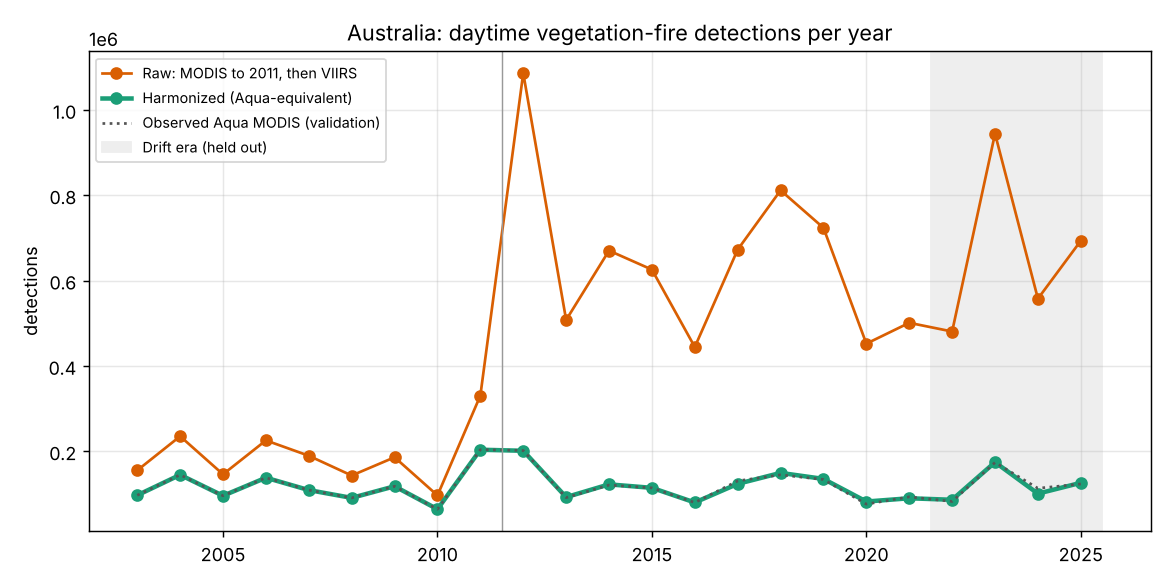 Australia: daytime vegetation-fire detections per year
1e6
Raw: MODIS to 2011, then VIIRS
Harmonized (Aqua-equivalent)
Observed Aqua MODIS (validation)
Drift era (held out)
detections
1.0
0.8
0.6
0.4
0.2
2005
2010
2015
2020
2025